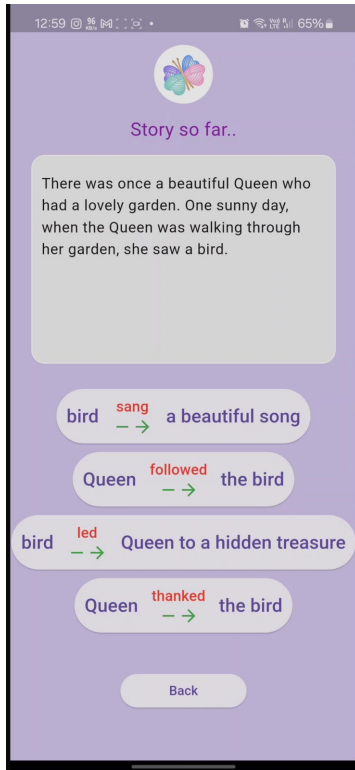 12:59 96 KB/s 65%
Story so far..
There was once a beautiful Queen who
had a lovely garden. One sunny day,
when the Queen was walking through
her garden, she saw a bird.
bird sang a beautiful song
Queen followed the bird
bird led Queen to a hidden treasure
Queen thanked the bird
Back